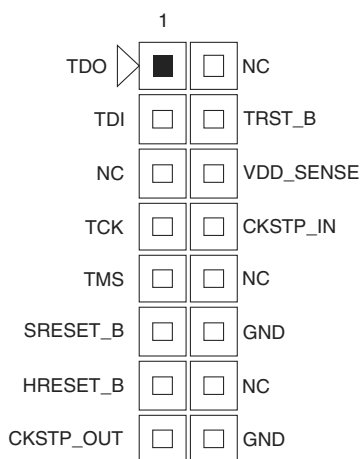 1
TDO NC
TDI TRST_B
NC VDD_SENSE
TCK CKSTP_IN
TMS NC
SRESET_B GND
HRESET_B NC
CKSTP_OUT GND